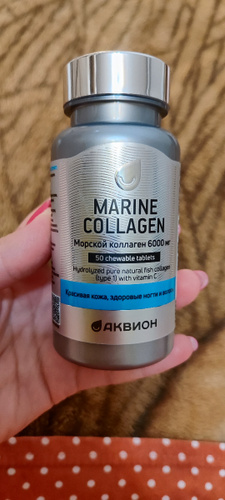 MARINE
COLLAGEN
Морской коллаген 6000 мг
50 chewable tablets
Hydrolyzed pure natural fish collagen
(type 1) with vitamin C
Красивая кожа, здоровые ногти и
АКВИОН